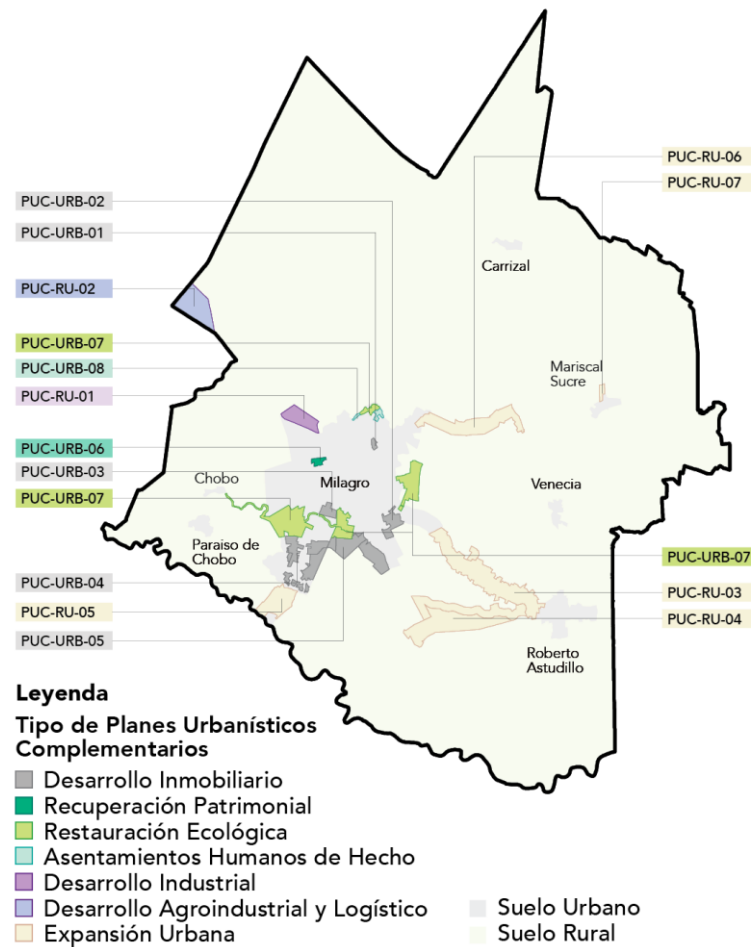 PUC-RU-06
PUC-RU-07
PUC-URB-02
PUC-URB-01
Carrizal
PUC-RU-02
PUC-URB-07
PUC-URB-08
Mariscal
Sucre
PUC-RU-01
PUC-URB-06
PUC-URB-03
Chobo
Milagro
Venecia
PUC-URB-07
Paraiso de
Chobo
PUC-URB-07
PUC-URB-04
PUC-RU-03
PUC-RU-05
PUC-RU-04
PUC-URB-05
Roberto
Astudillo
Leyenda
Tipo de Planes Urbanísticos
Complementarios
Desarrollo Inmobiliario
Recuperación Patrimonial
Restauración Ecológica
Asentamientos Humanos de Hecho
Desarrollo Industrial
Desarrollo Agroindustrial y Logístico
Expansión Urbana
Suelo Urbano
Suelo Rural